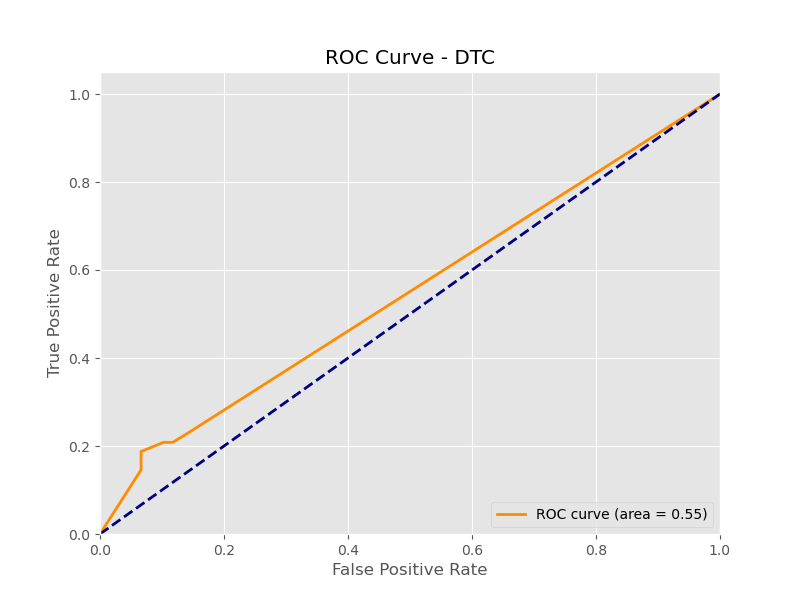 ROC Curve - DTC
True Positive Rate
1.0
0.8
0.6
0.4
0.2
0.0
ROC curve (area = 0.55)
0.0 0.2 0.4 0.6 0.8 1.0
False Positive Rate